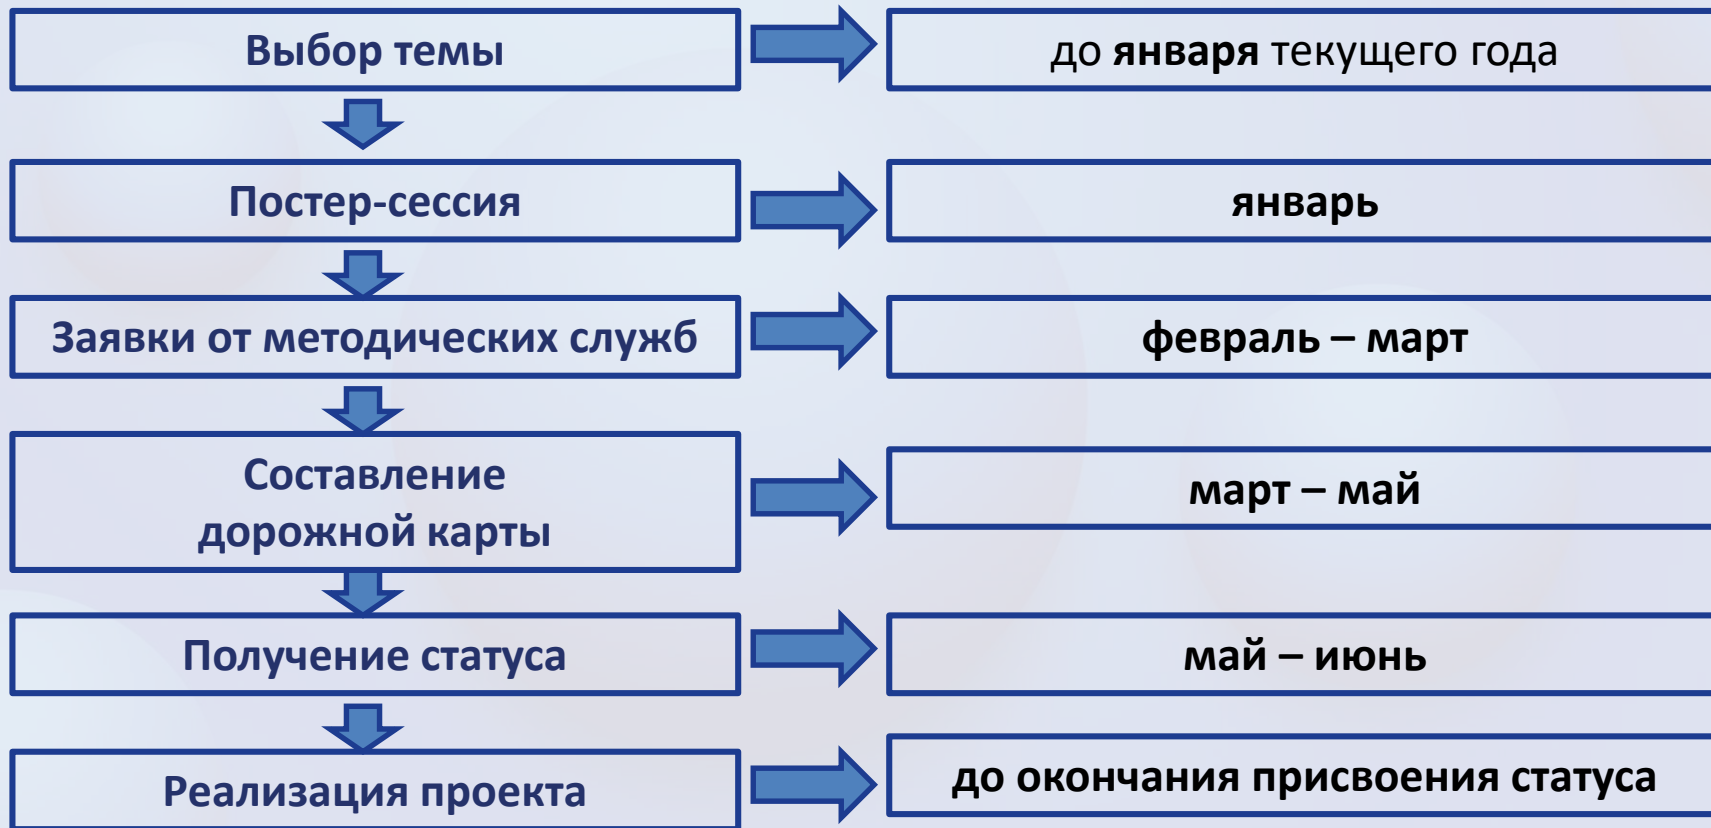 Выбор темы
до января текущего года
Постер-сессия
январь
Заявки от методических служб
февраль – март
Составление
дорожной карты
март – май
Получение статуса
май – июнь
Реализация проекта
до окончания присвоения статуса